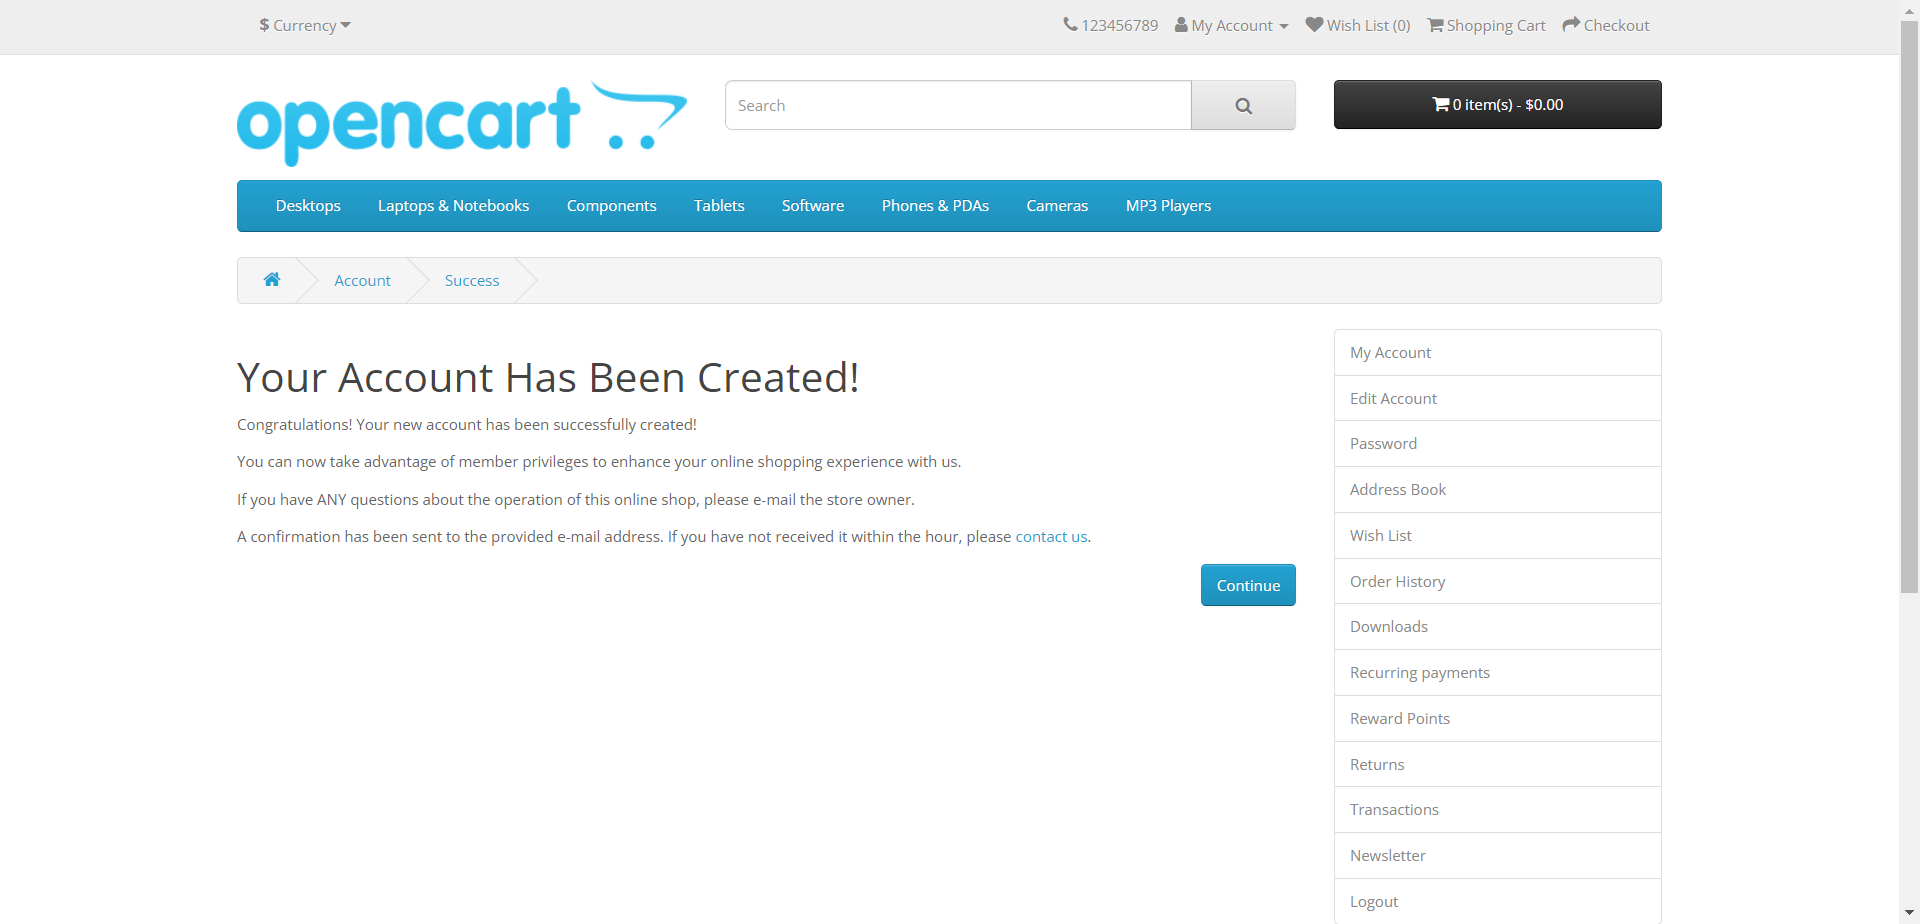 $ Currency
123456789 My Account Wish List (0) Shopping Cart Checkout
opencart
Search
0 item(s) - $0.00
Desktops Laptops & Notebooks Components Tablets Software Phones & PDAs Cameras MP3 Players
Account Success
Your Account Has Been Created!
Congratulations! Your new account has been successfully created!
You can now take advantage of member privileges to enhance your online shopping experience with us.
If you have ANY questions about the operation of this online shop, please e-mail the store owner.
A confirmation has been sent to the provided e-mail address. If you have not received it within the hour, please contact us.
Continue
My Account
Edit Account
Password
Address Book
Wish List
Order History
Downloads
Recurring payments
Reward Points
Returns
Transactions
Newsletter
Logout